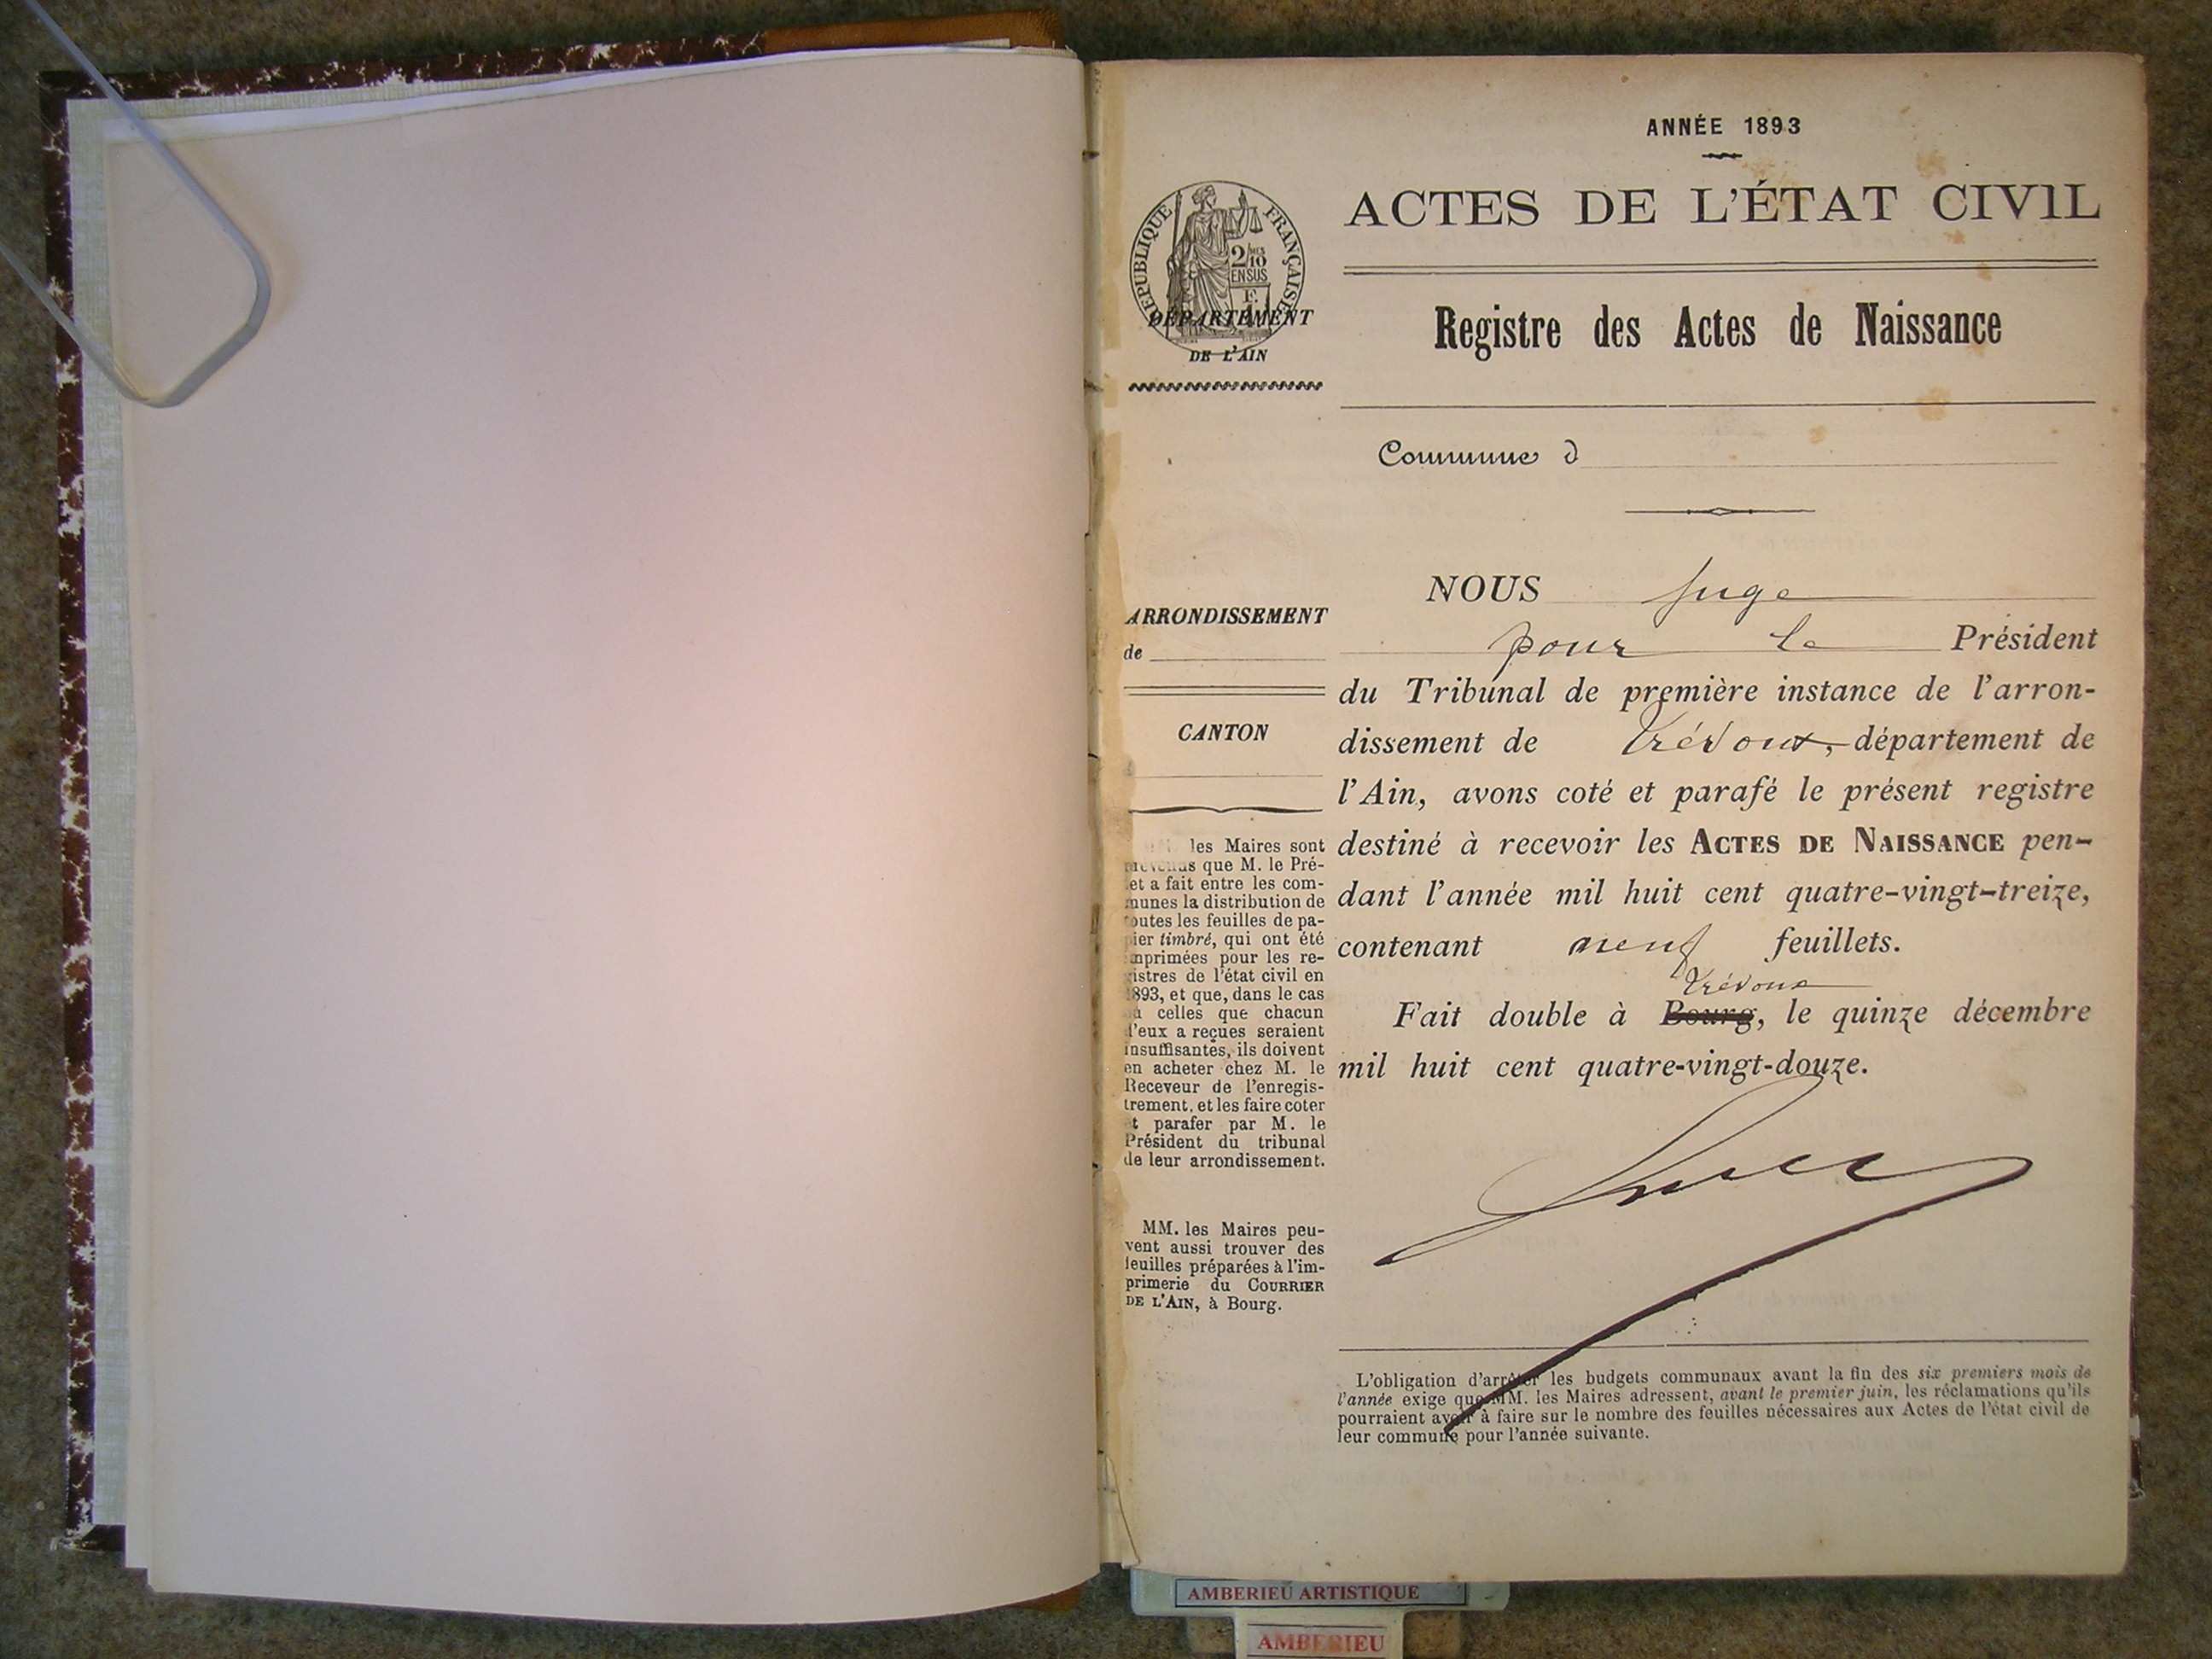 ANNÉE 1893
ACTES DE L'ÉTAT CIVIL
RÉPUBLIQUE FRANÇAISE
2/10
EN SUS
DÉPARTEMENT
DE L'AIN
Registre des Actes de Naissance
Commune d
ARRONDISSEMENT
de
CANTON
NOUS Juge
pour le Président
du Tribunal de première instance de l'arron-
dissement de Trévoux, département de
l'Ain, avons coté et parafé le présent registre
destiné à recevoir les ACTES DE NAISSANCE pen-
dant l'année mil huit cent quatre-vingt-treize,
contenant neuf feuillets.
Trévoux
Fait double à Bourg, le quinze décembre
mil huit cent quatre-vingt-douze.
les Maires sont
que M. le Pré-
et a fait entre les com-
munes la distribution de
toutes les feuilles de pa-
pier timbré, qui ont été
imprimées pour les re-
gistres de l'état civil en
1893, et que, dans le cas
celles que chacun
d'eux a reçues seraient
insuffisantes, ils doivent
en acheter chez M. le
Receveur de l'enregis-
trement, et les faire coter
t parafer par M. le
Président du tribunal
de leur arrondissement.
MM. les Maires peu-
vent aussi trouver des
feuilles préparées à l'im-
primerie du COURRIER
DE L'AIN, à Bourg.
L'obligation d'arrêter les budgets communaux avant la fin des six premiers mois de
l'année exige que MM. les Maires adressent, avant le premier juin, les réclamations qu'ils
pourraient avoir à faire sur le nombre des feuilles nécessaires aux Actes de l'état civil de
leur commune pour l'année suivante.
AMBERIEU ARTISTIQUE
AMBERIEU